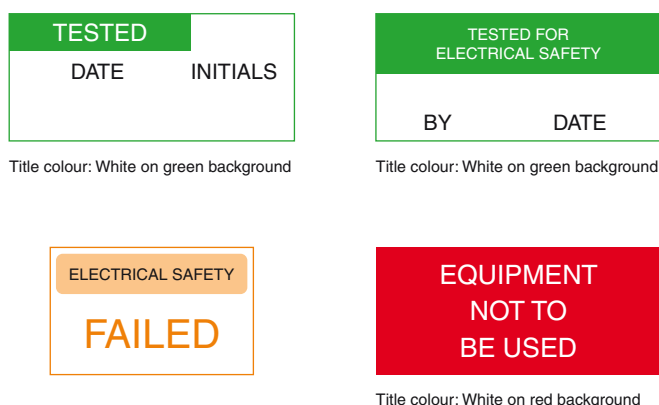 TESTED
DATE INITIALS
Title colour: White on green background
TESTED FOR
ELECTRICAL SAFETY
BY DATE
Title colour: White on green background
ELECTRICAL SAFETY
FAILED
EQUIPMENT
NOT TO
BE USED
Title colour: White on red background